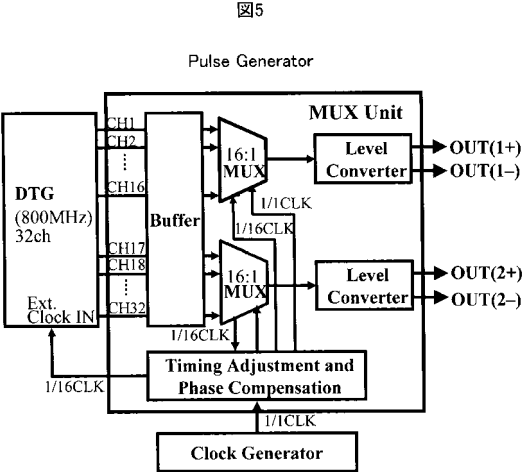 図5
Pulse Generator
MUX Unit
DTG
(800MHz)
32ch
Ext.
Clock IN
CH1
CH2
CH16
CH17
CH18
CH32
Buffer
16:1
MUX
1/1CLK
1/16CLK
16:1
MUX
1/16CLK
Level
Converter
OUT(1+)
OUT(1–)
Level
Converter
OUT(2+)
OUT(2–)
Timing Adjustment and
Phase Compensation
1/16CLK
1/1CLK
Clock Generator